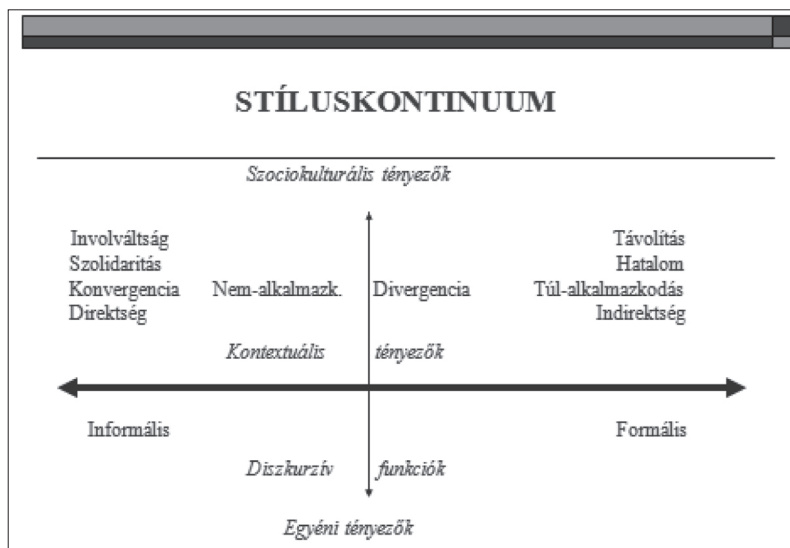 STÍLUSKONTINUUM
Szociokulturális tényezők
Involváltság Távolítás
Szolidaritás Hatalom
Konvergencia Nem-alkalmazk. Divergencia Túl-alkalmazkodás
Direktség Indirektség
Kontextuális tényezők
Informális Formális
Diszkurzív funkciók
Egyéni tényezők